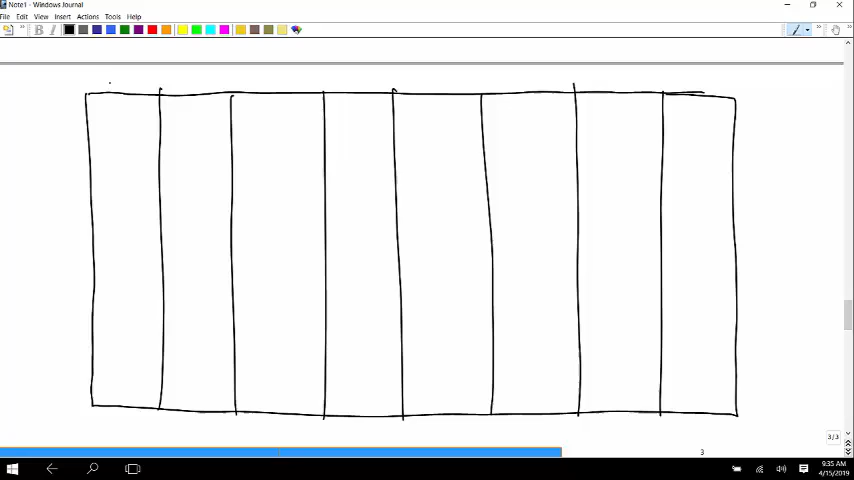 Note1 - Windows Journal
File Edit View Insert Actions Tools Help
B I
3/3
3
9:35 AM
4/15/2019